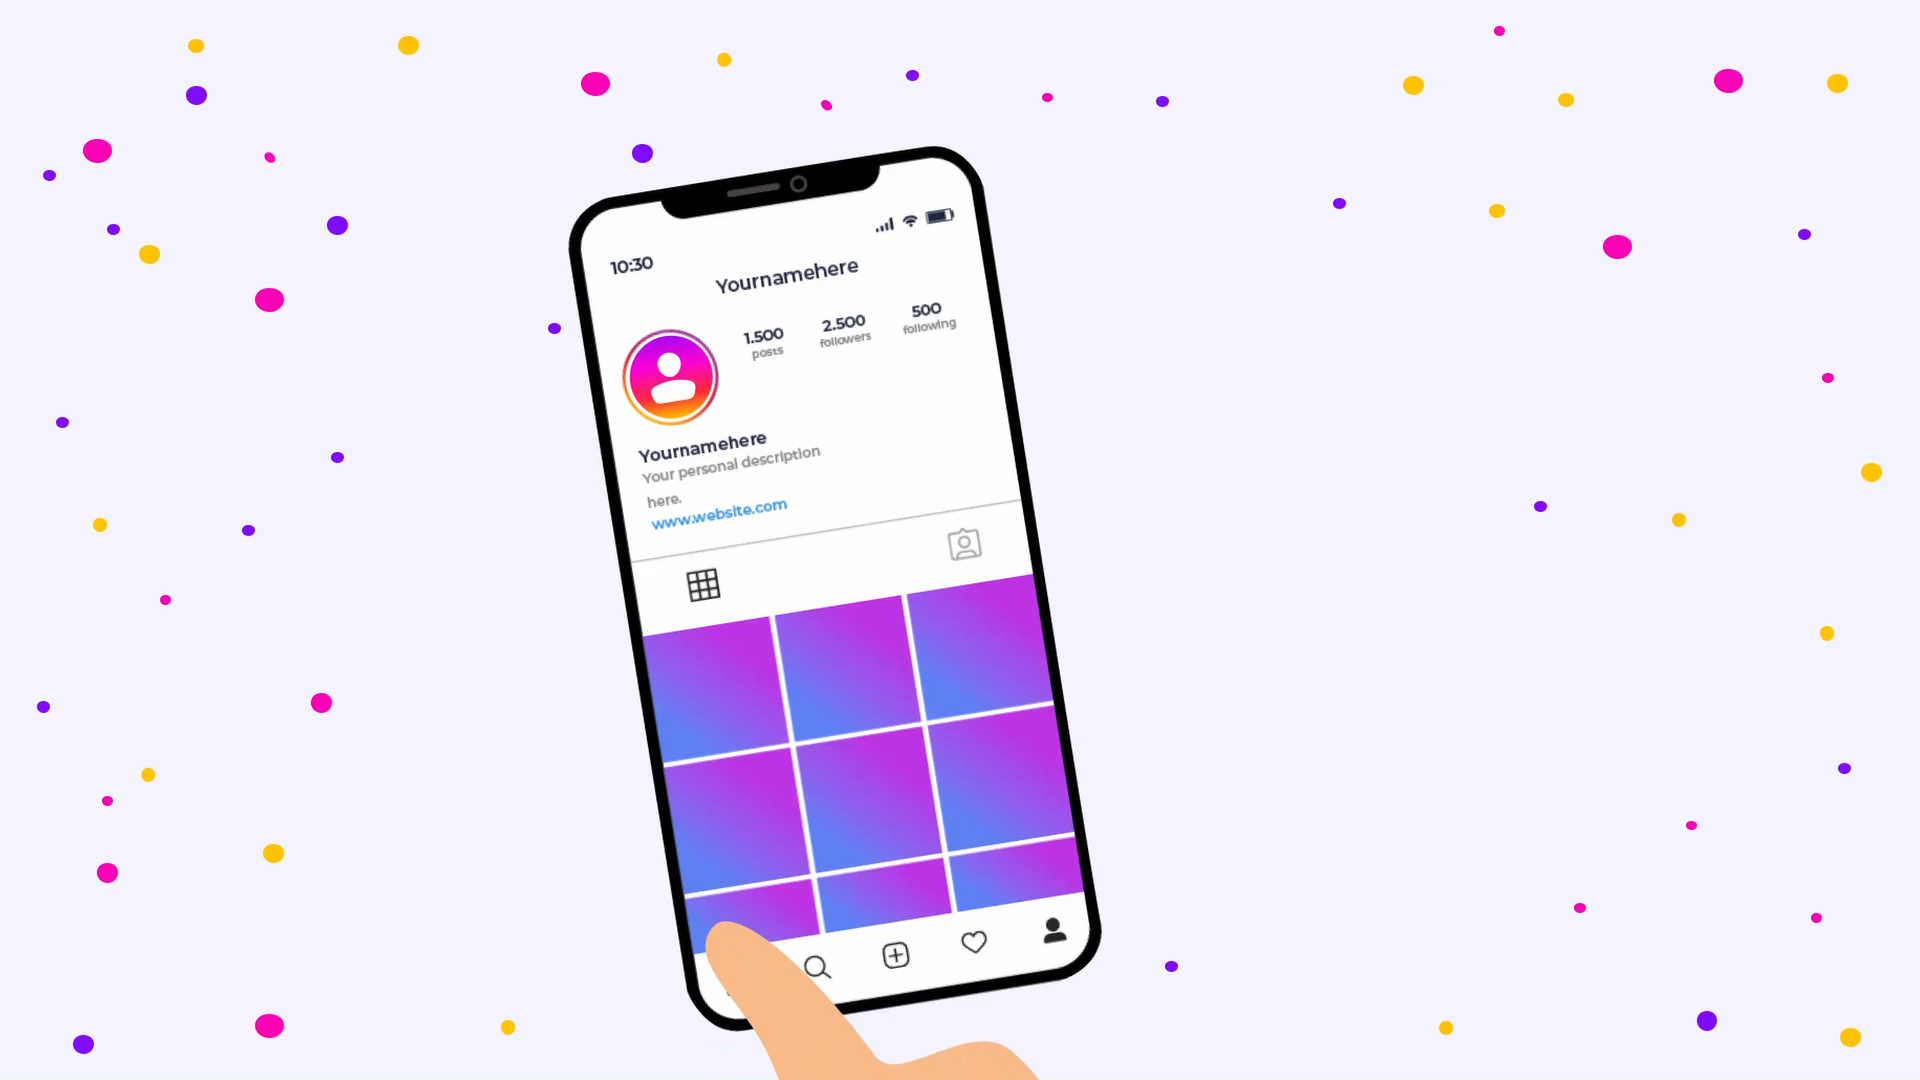 10:30
Yournamehere
1.500 2.500 500
posts followers following
Yournamehere
Your personal description
here.
www.website.com